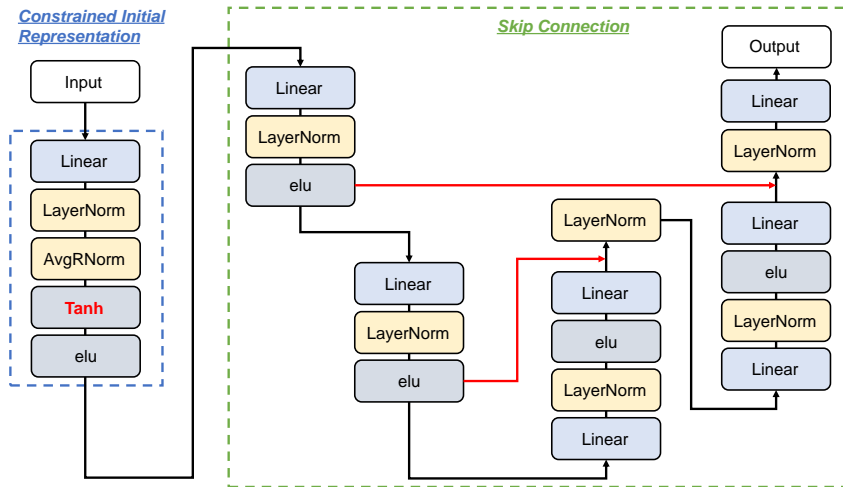 Constrained Initial
Representation
Input
Linear
LayerNorm
AvgRNorm
Tanh
elu
Skip Connection
Linear
LayerNorm
elu
Linear
LayerNorm
elu
LayerNorm
Linear
elu
LayerNorm
Linear
Output
Linear
LayerNorm
Linear
elu
LayerNorm
Linear